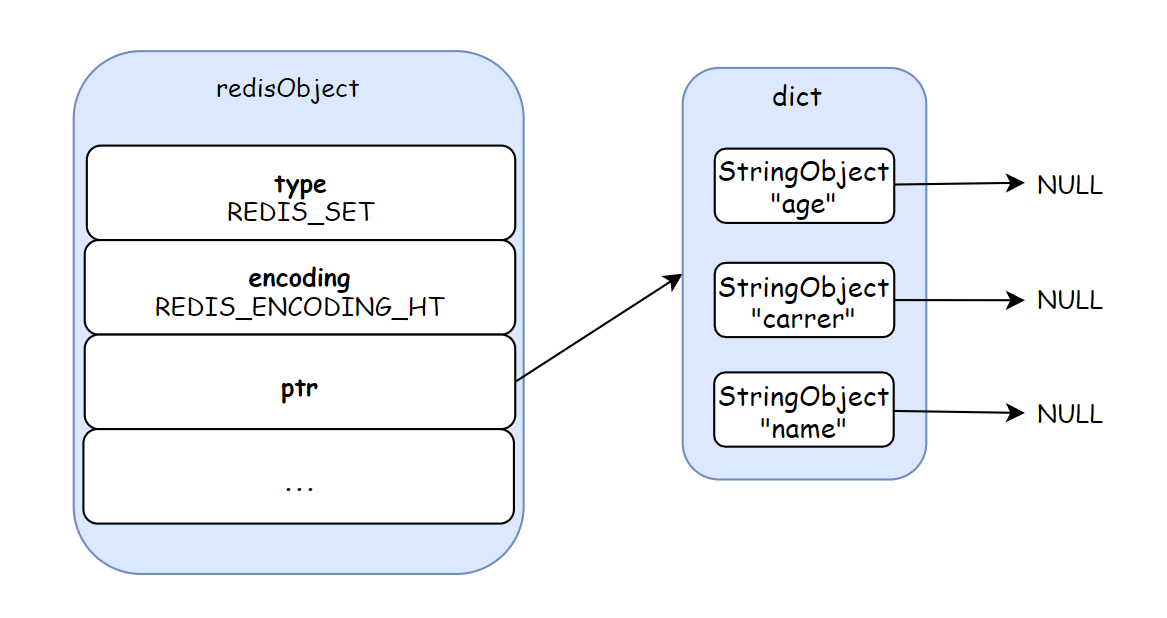 redisObject
type
REDIS_SET
encoding
REDIS_ENCODING_HT
ptr
...
dict
StringObject
"age"
NULL
StringObject
"carrer"
NULL
StringObject
"name"
NULL